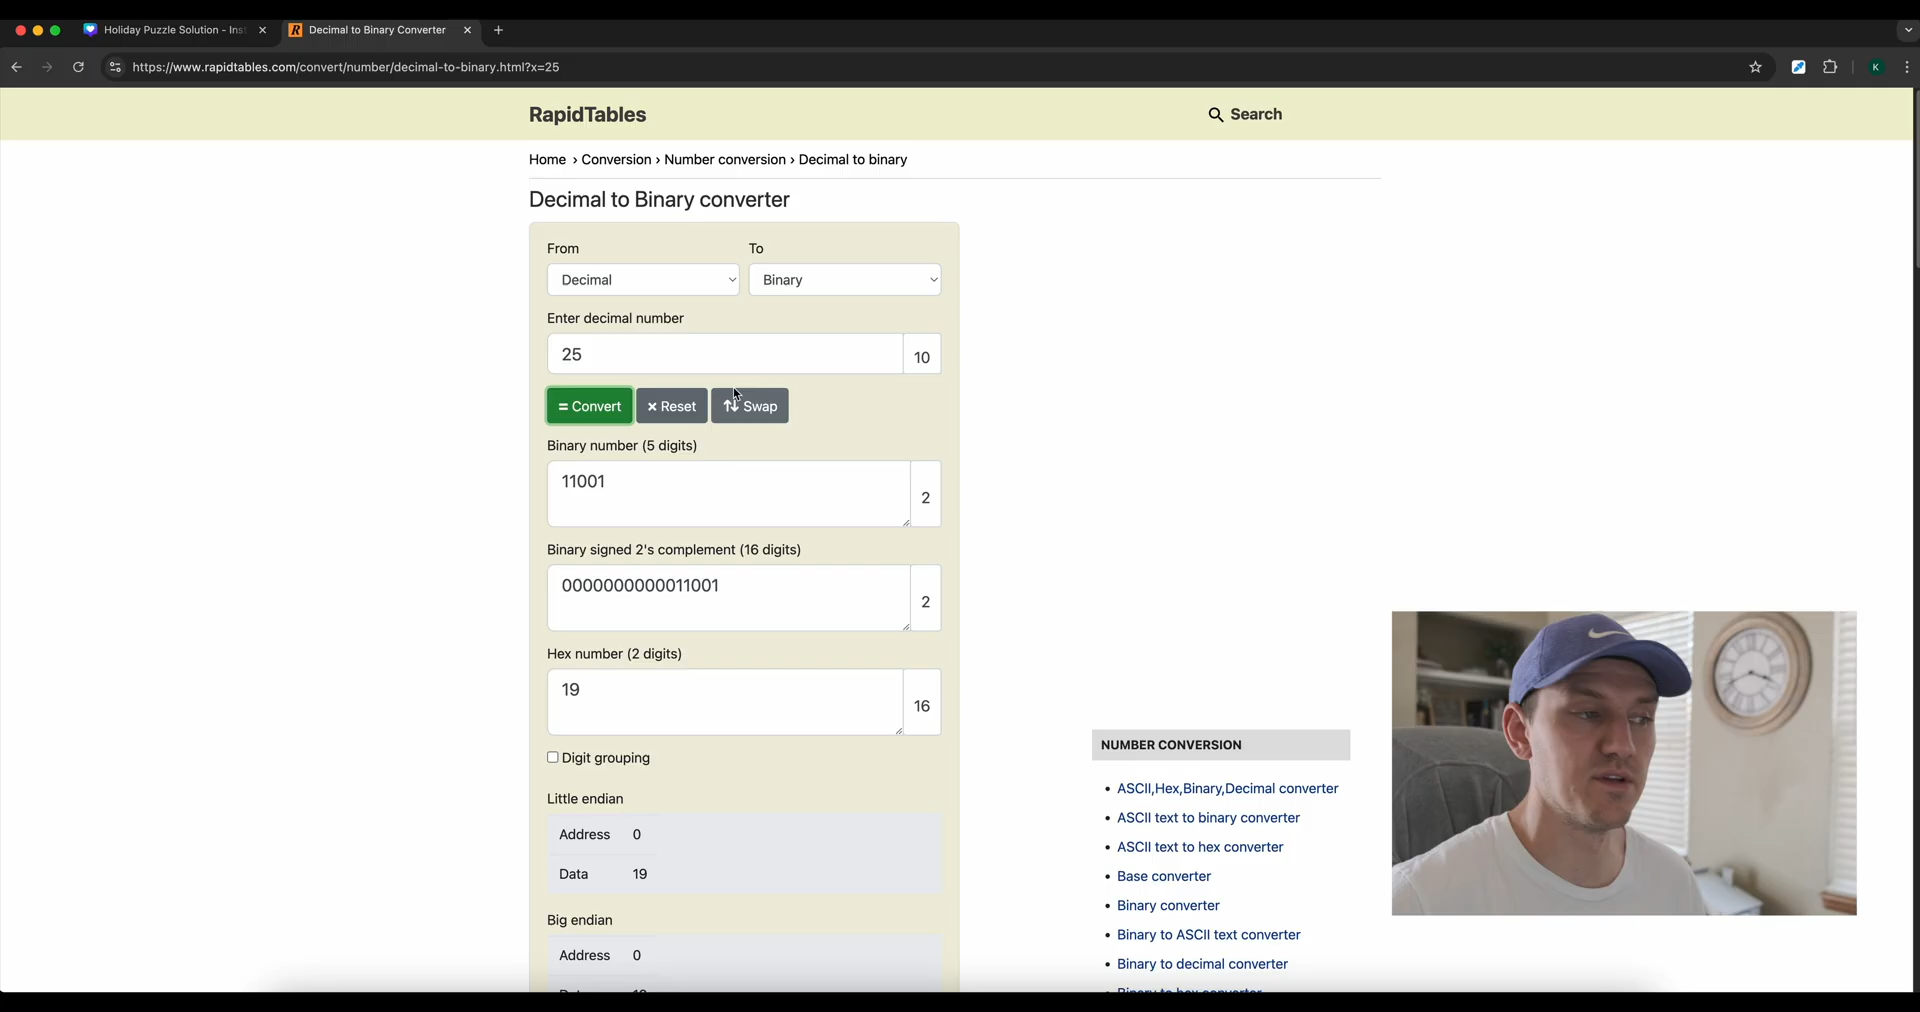 Holiday Puzzle Solution - Inst
Decimal to Binary Converter
https://www.rapidtables.com/convert/number/decimal-to-binary.html?x=25
K
RapidTables
Search
Home › Conversion › Number conversion › Decimal to binary
Decimal to Binary converter
From To
Decimal Binary
Enter decimal number
25 10
= Convert × Reset Swap
Binary number (5 digits)
11001
2
Binary signed 2's complement (16 digits)
0000000000011001
2
Hex number (2 digits)
19
16
Digit grouping
Little endian
Address 0
Data 19
Big endian
Address 0
NUMBER CONVERSION
• ASCII,Hex,Binary,Decimal converter
• ASCII text to binary converter
• ASCII text to hex converter
• Base converter
• Binary converter
• Binary to ASCII text converter
• Binary to decimal converter
• Binary to hex converter